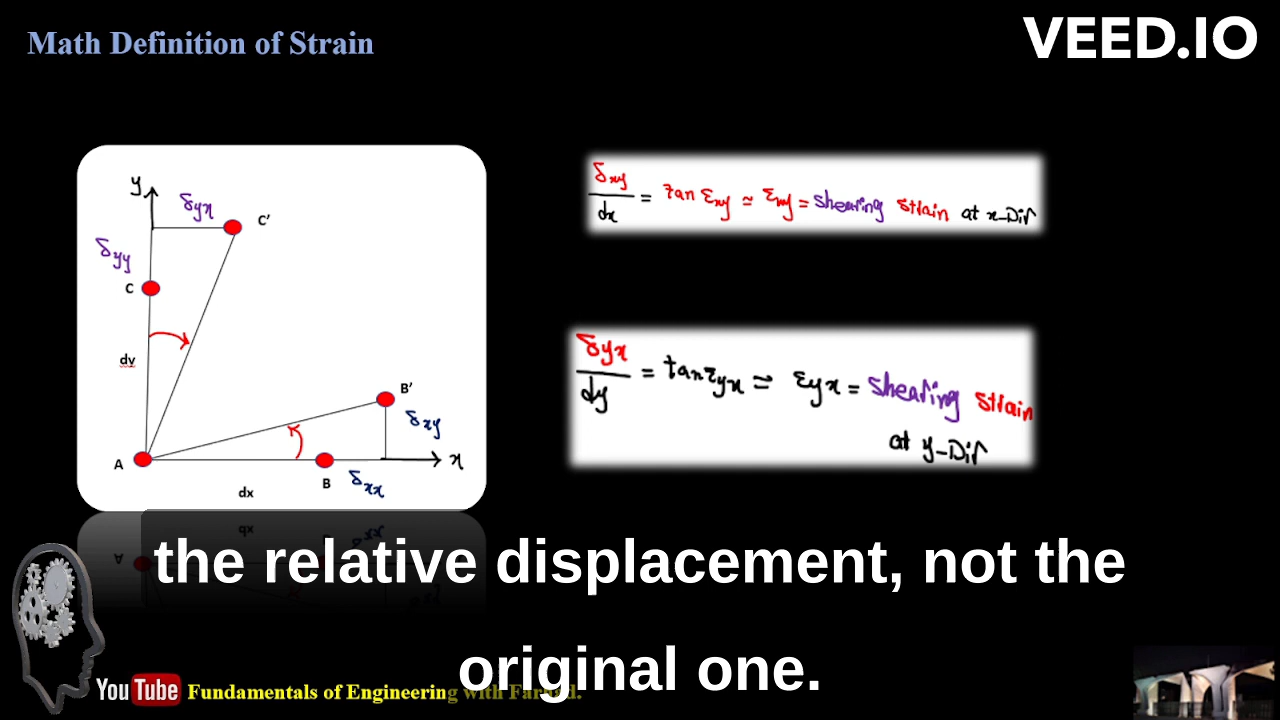 Math Definition of Strain
VEED.IO
y
δyx
C'
δyy
C
dy
B'
δxy
A
x
B
δxx
dx
δxy
dx
= tan εxy ≃ εxy = shearing strain at x-Dir
δyx
dy
= tan εyx ≃ εyx = shearing strain
at y-Dir
the relative displacement, not the
original one.
YouTube Fundamentals of Engineering with Farhad.